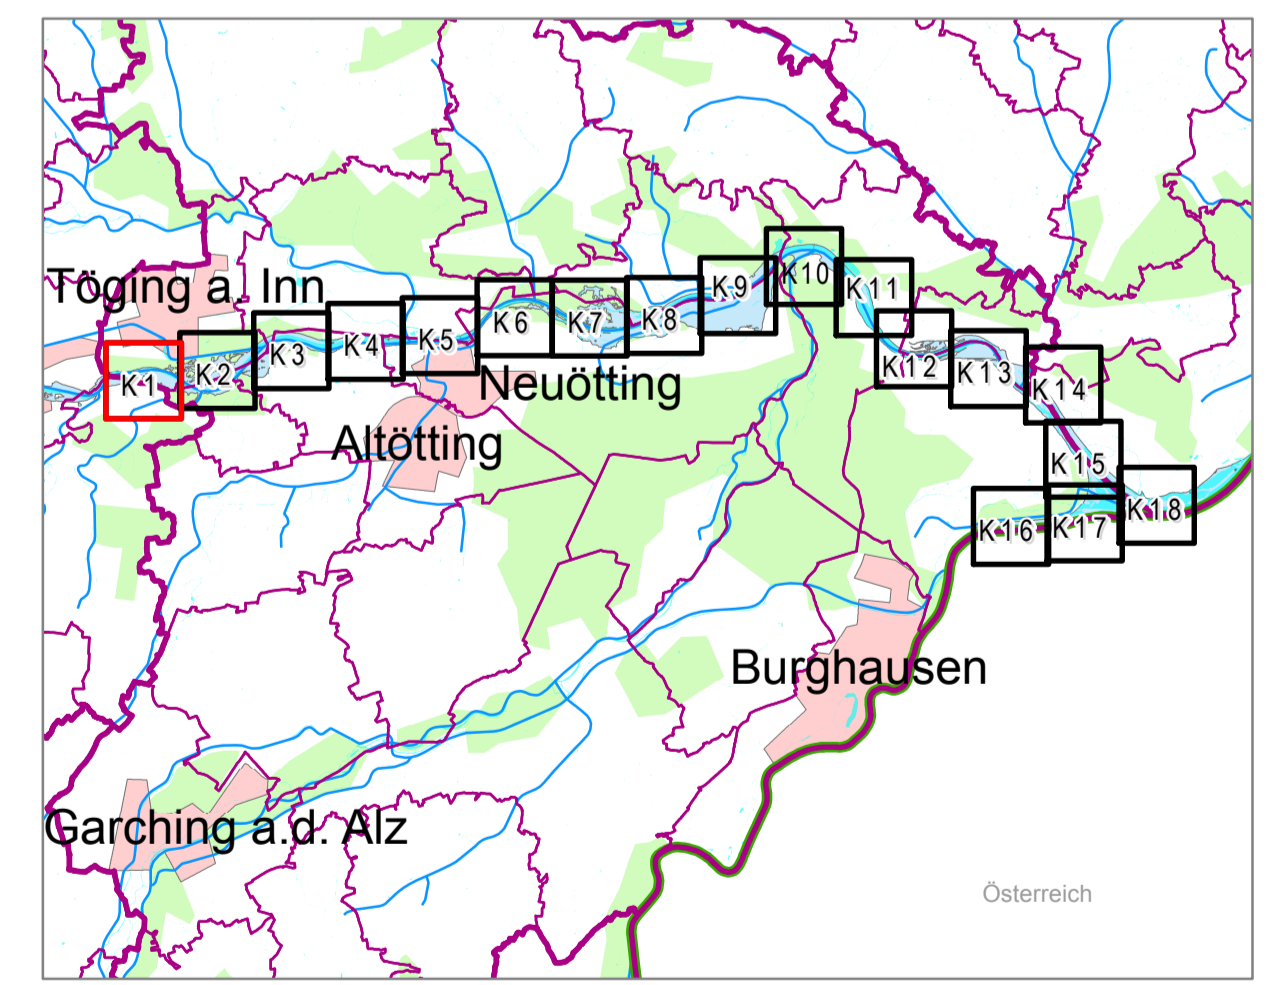 Töging a. Inn
K1
K2
K3
K4
K5
K6
K7
K8
K9
K10
K11
K12
K13
K14
K15
K16
K17
K18
Neuötting
Altötting
Burghausen
Garching a.d. Alz
Österreich